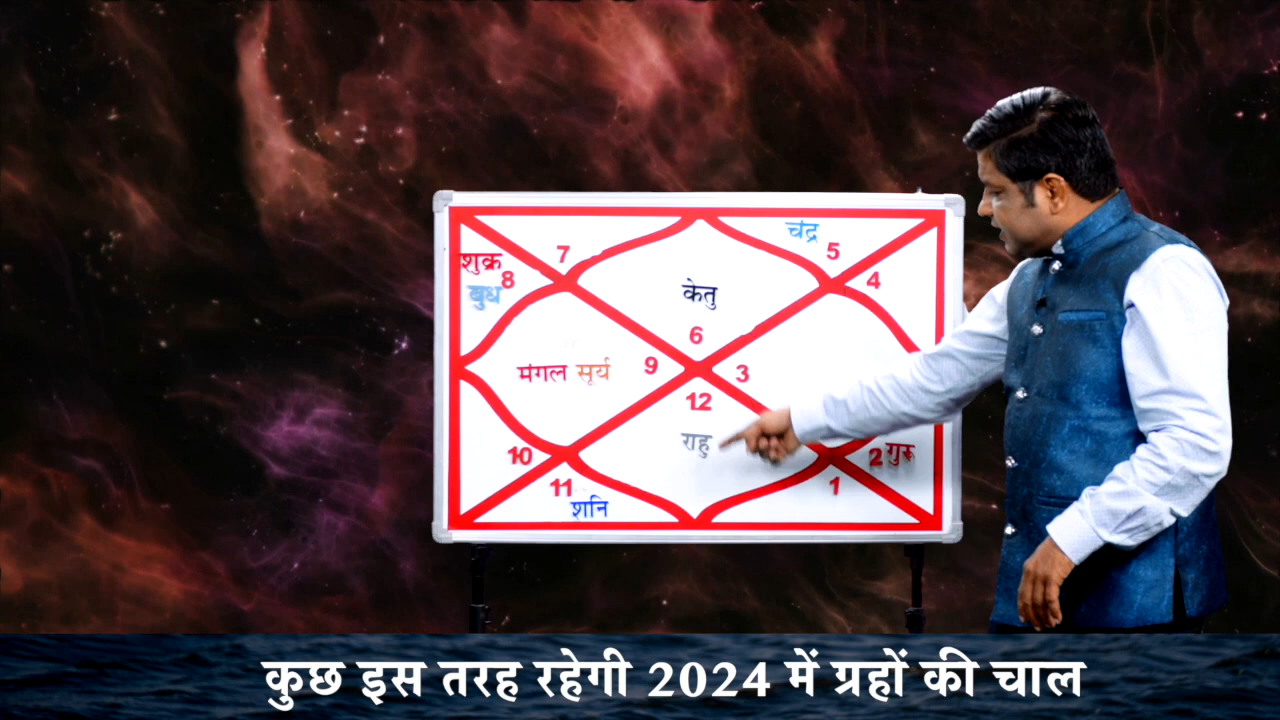 चंद्र
7
5
शुक्र
8
4
बुध
केतु
6
मंगल सूर्य
9
3
12
राहु
10
2
गुरू
11
1
शनि
कुछ इस तरह रहेगी 2024 में ग्रहों की चाल